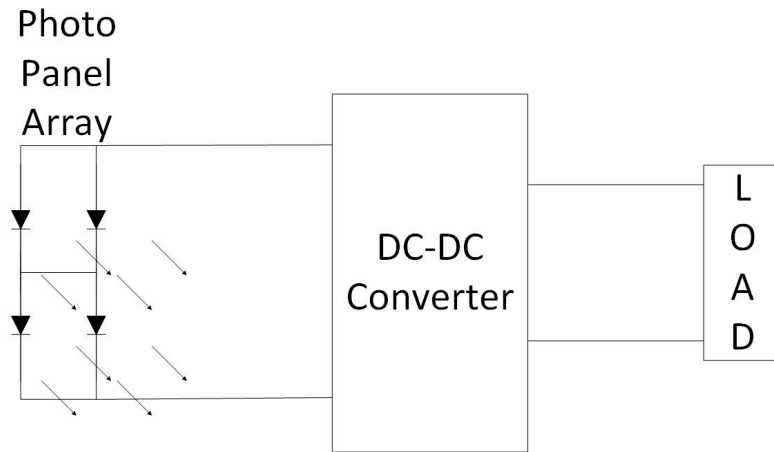 Photo
Panel
Array
DC-DC
Converter
L
O
A
D